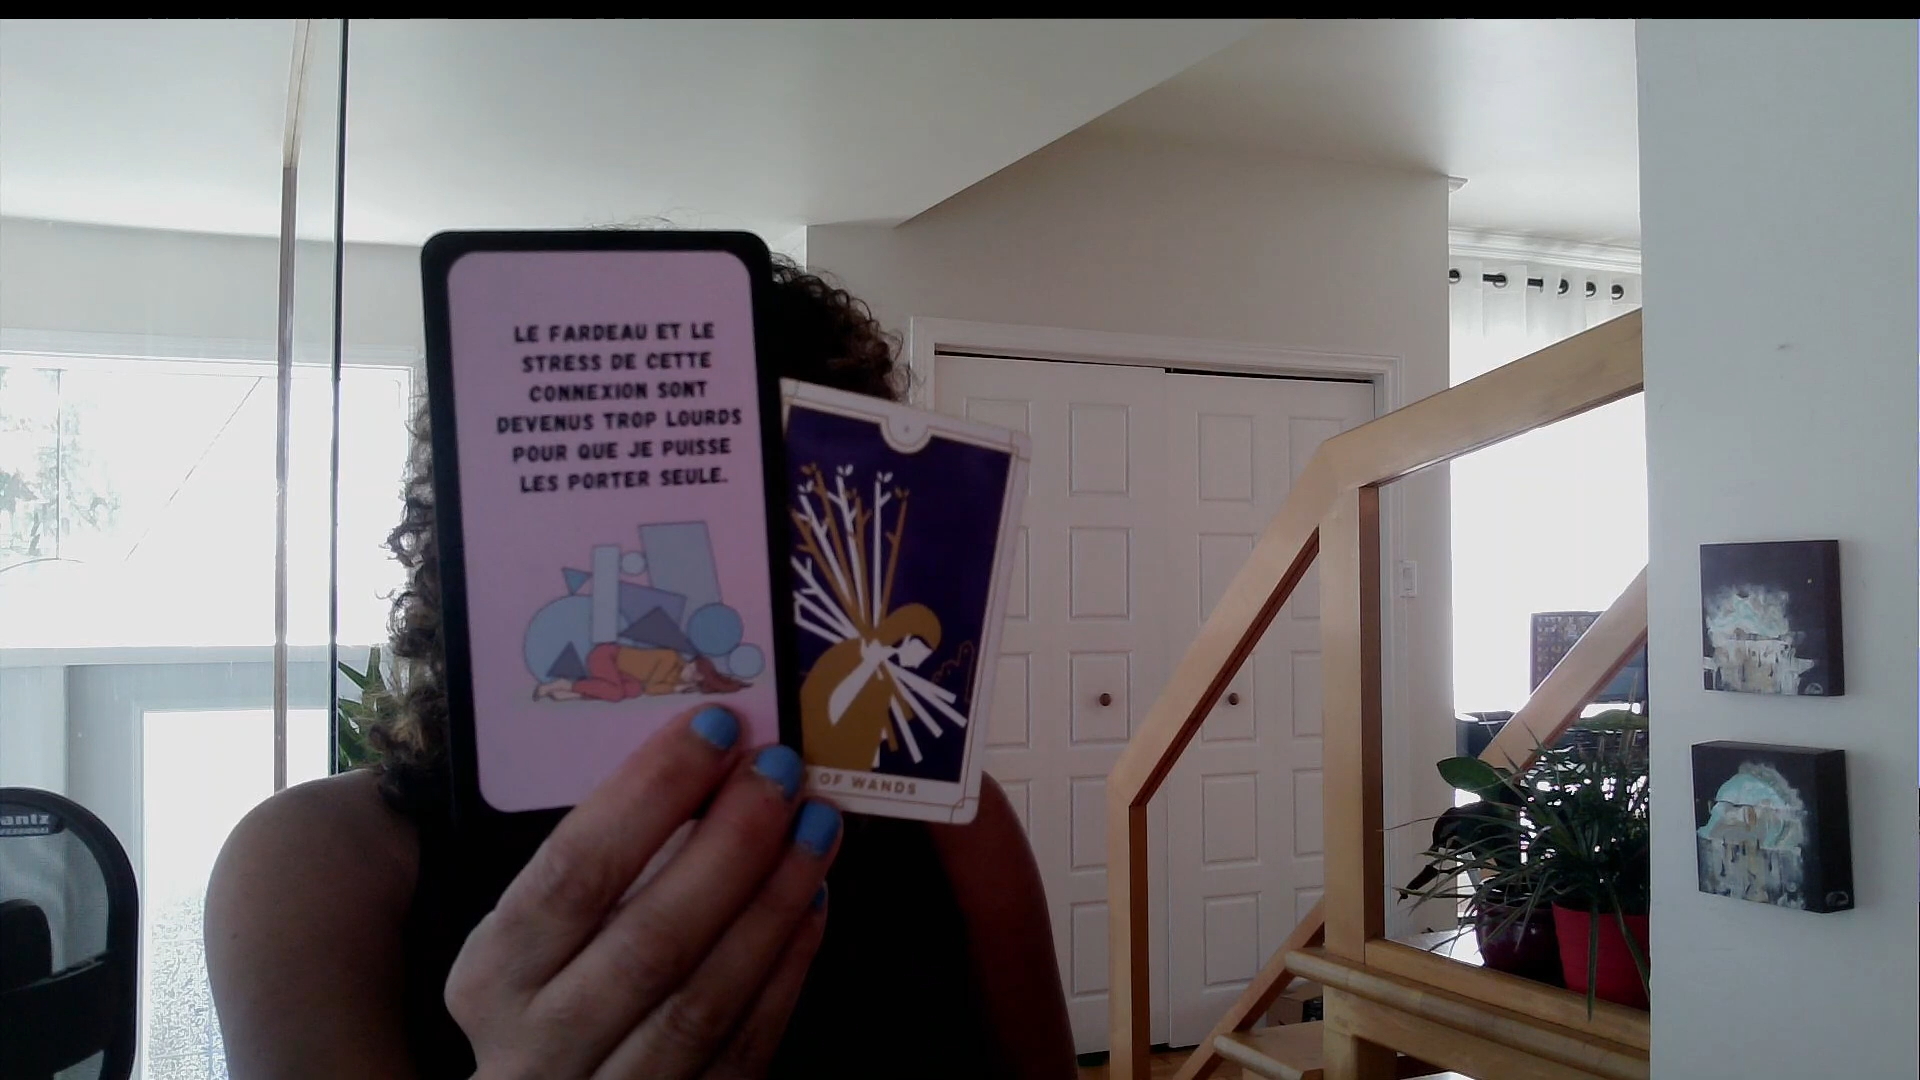 LE FARDEAU ET LE
STRESS DE CETTE
CONNEXION SONT
DEVENUS TROP LOURDS
POUR QUE JE PUISSE
LES PORTER SEULE.
OF WANDS
antz